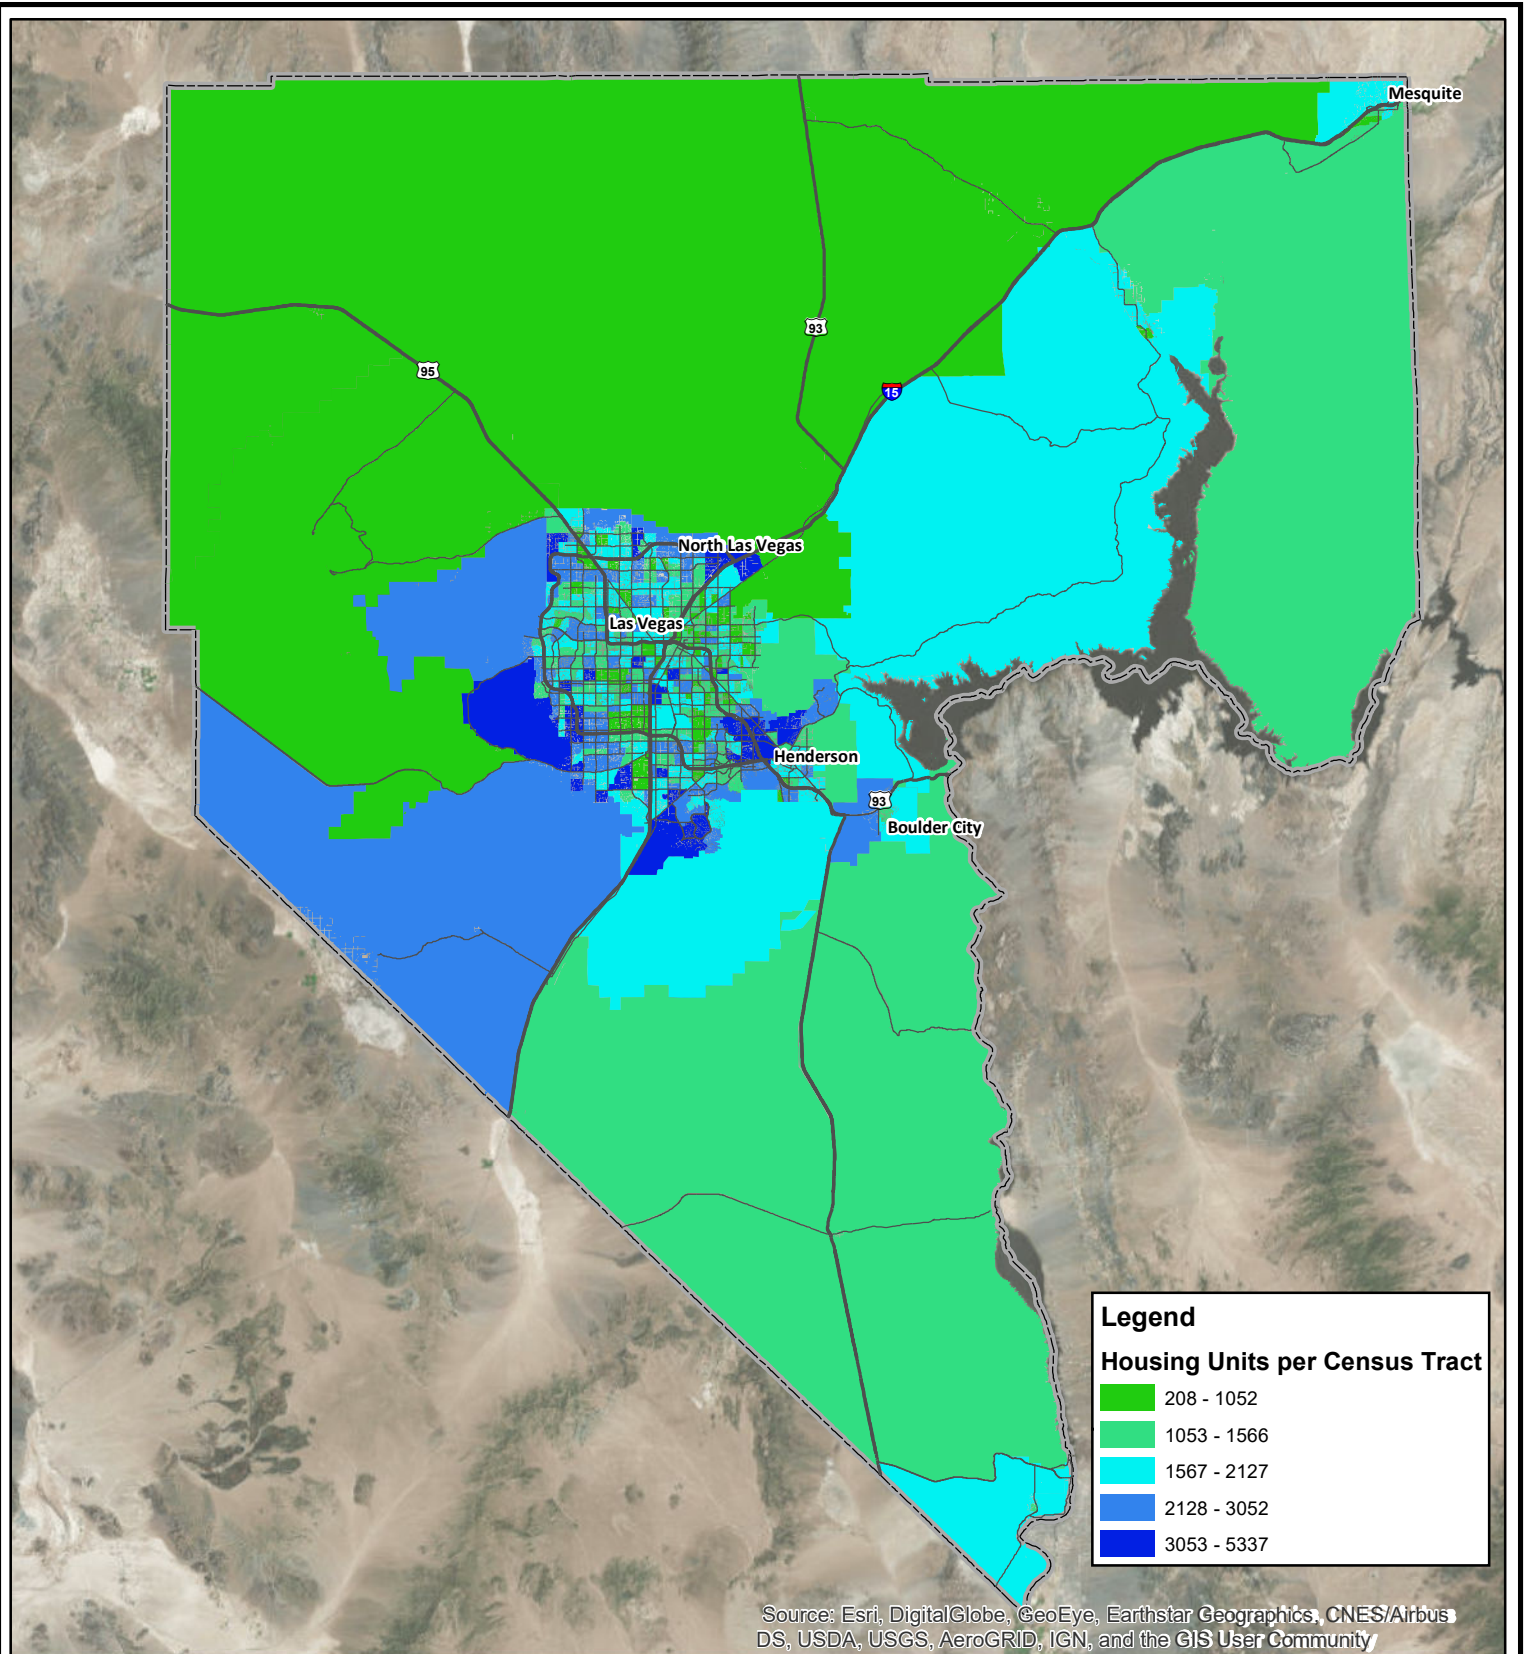 Mesquite
93
95
15
North Las Vegas
Las Vegas
Henderson
93
Boulder City
Legend
Housing Units per Census Tract
208 - 1052
1053 - 1566
1567 - 2127
2128 - 3052
3053 - 5337
Source: Esri, DigitalGlobe, GeoEye, Earthstar Geographics, CNES/Airbus
DS, USDA, USGS, AeroGRID, IGN, and the GIS User Community